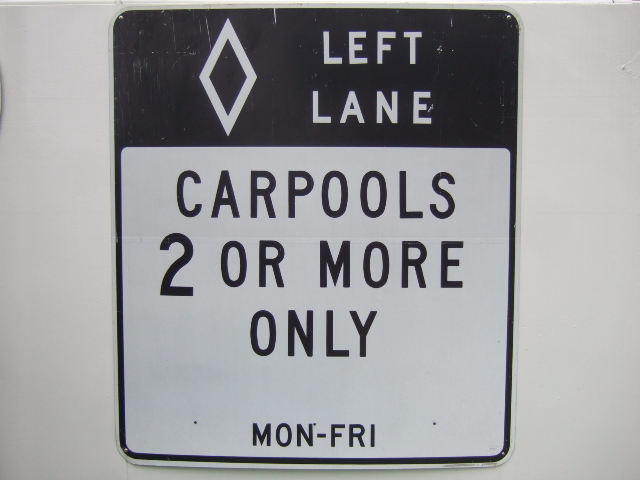 LEFT
LANE
CARPOOLS
2 OR MORE
ONLY
MON-FRI